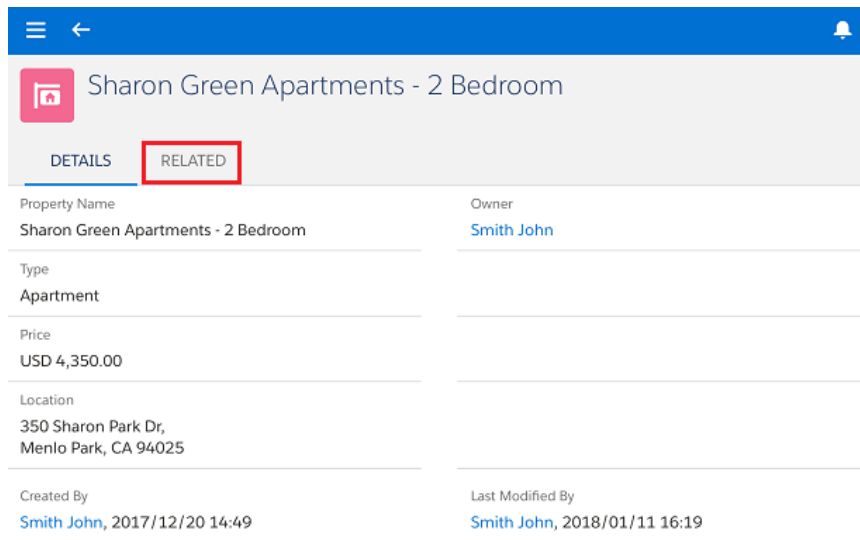 Sharon Green Apartments - 2 Bedroom
DETAILS RELATED
Property Name
Sharon Green Apartments - 2 Bedroom
Owner
Smith John
Type
Apartment
Price
USD 4,350.00
Location
350 Sharon Park Dr,
Menlo Park, CA 94025
Created By
Smith John, 2017/12/20 14:49
Last Modified By
Smith John, 2018/01/11 16:19